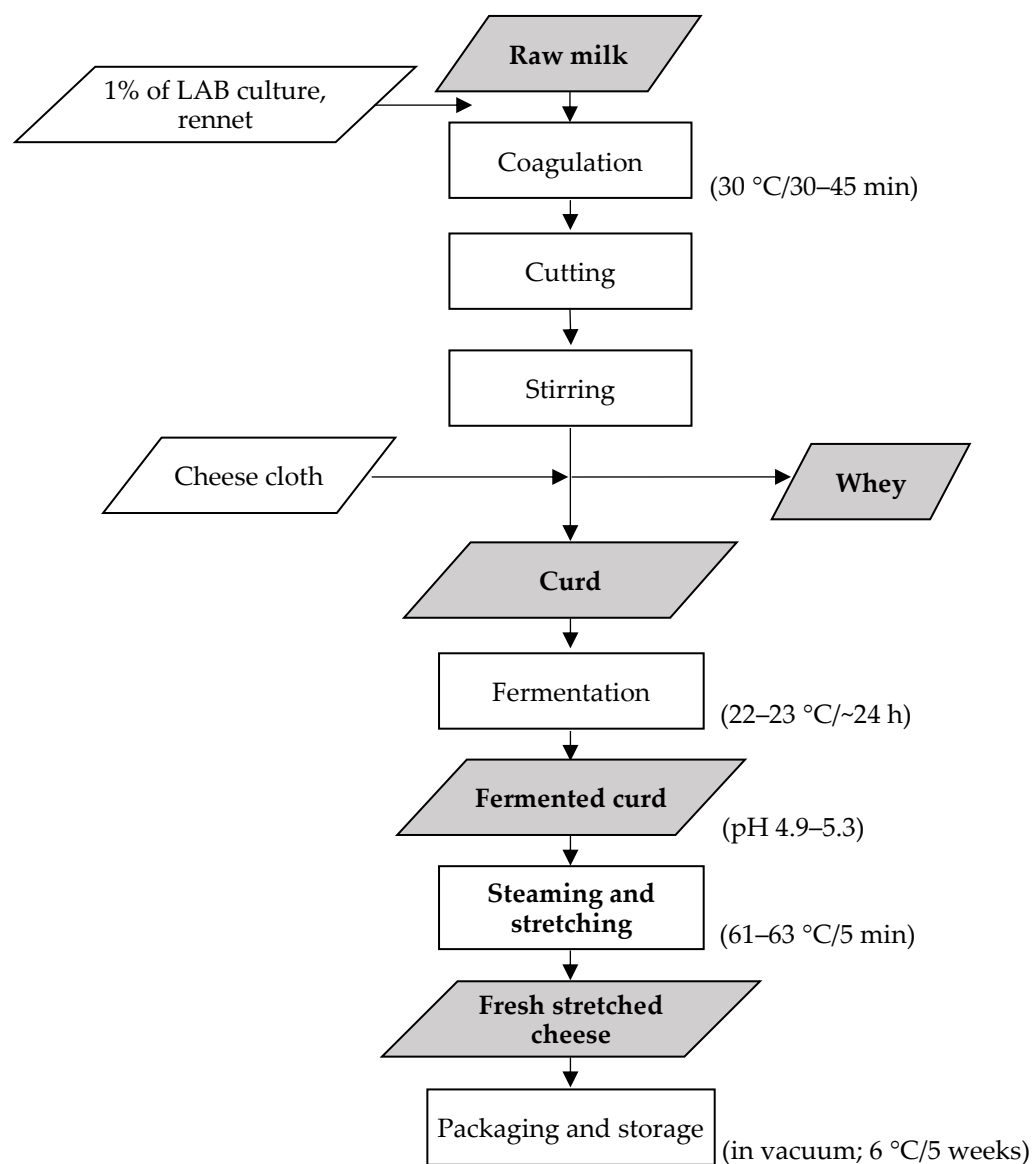 Raw milk
1% of LAB culture,
rennet
Coagulation
(30 °C/30–45 min)
Cutting
Stirring
Cheese cloth
Whey
Curd
Fermentation
(22–23 °C/~24 h)
Fermented curd
(pH 4.9–5.3)
Steaming and
stretching
(61–63 °C/5 min)
Fresh stretched
cheese
Packaging and storage
(in vacuum; 6 °C/5 weeks)